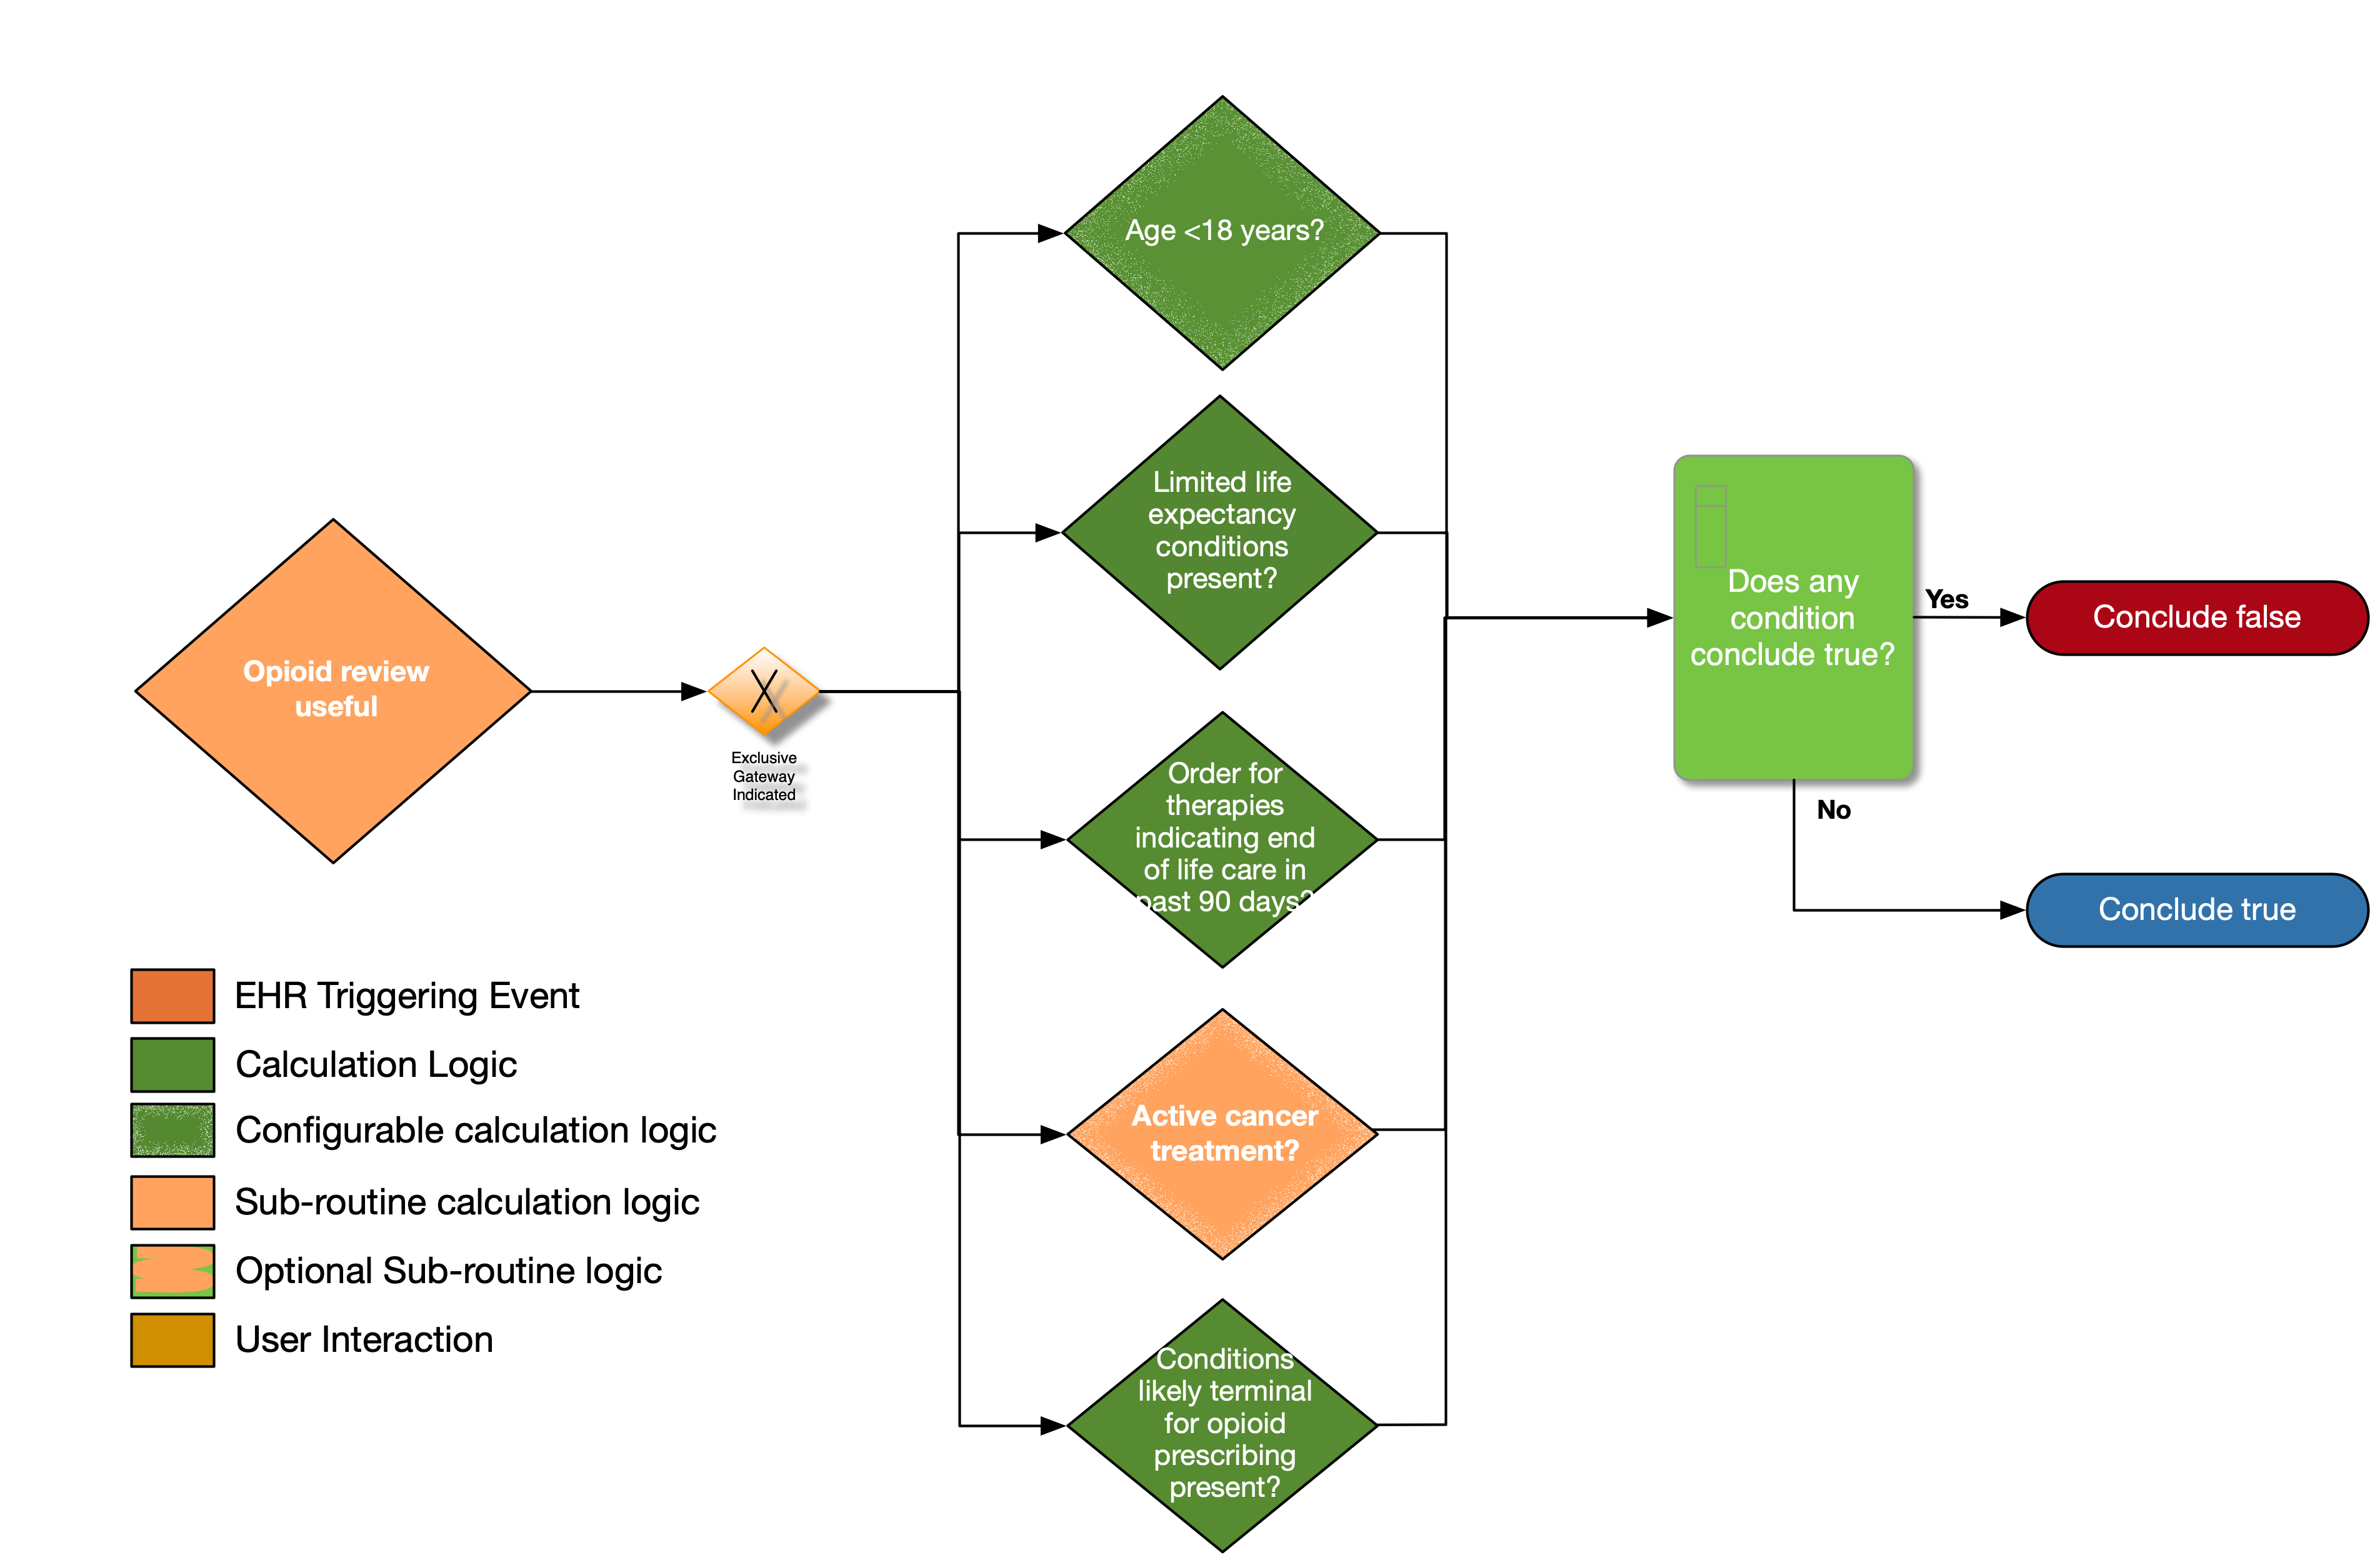 Age <18 years?
Limited life
expectancy
conditions
present?
Opioid review
useful
X
Exclusive
Gateway
Indicated
Order for
therapies
indicating end
of life care in
past 90 days?
Active cancer
treatment?
Conditions
likely terminal
for opioid
prescribing
present?
Does any
condition
conclude true?
Yes
Conclude false
No
Conclude true
EHR Triggering Event
Calculation Logic
Configurable calculation logic
Sub-routine calculation logic
Optional Sub-routine logic
User Interaction